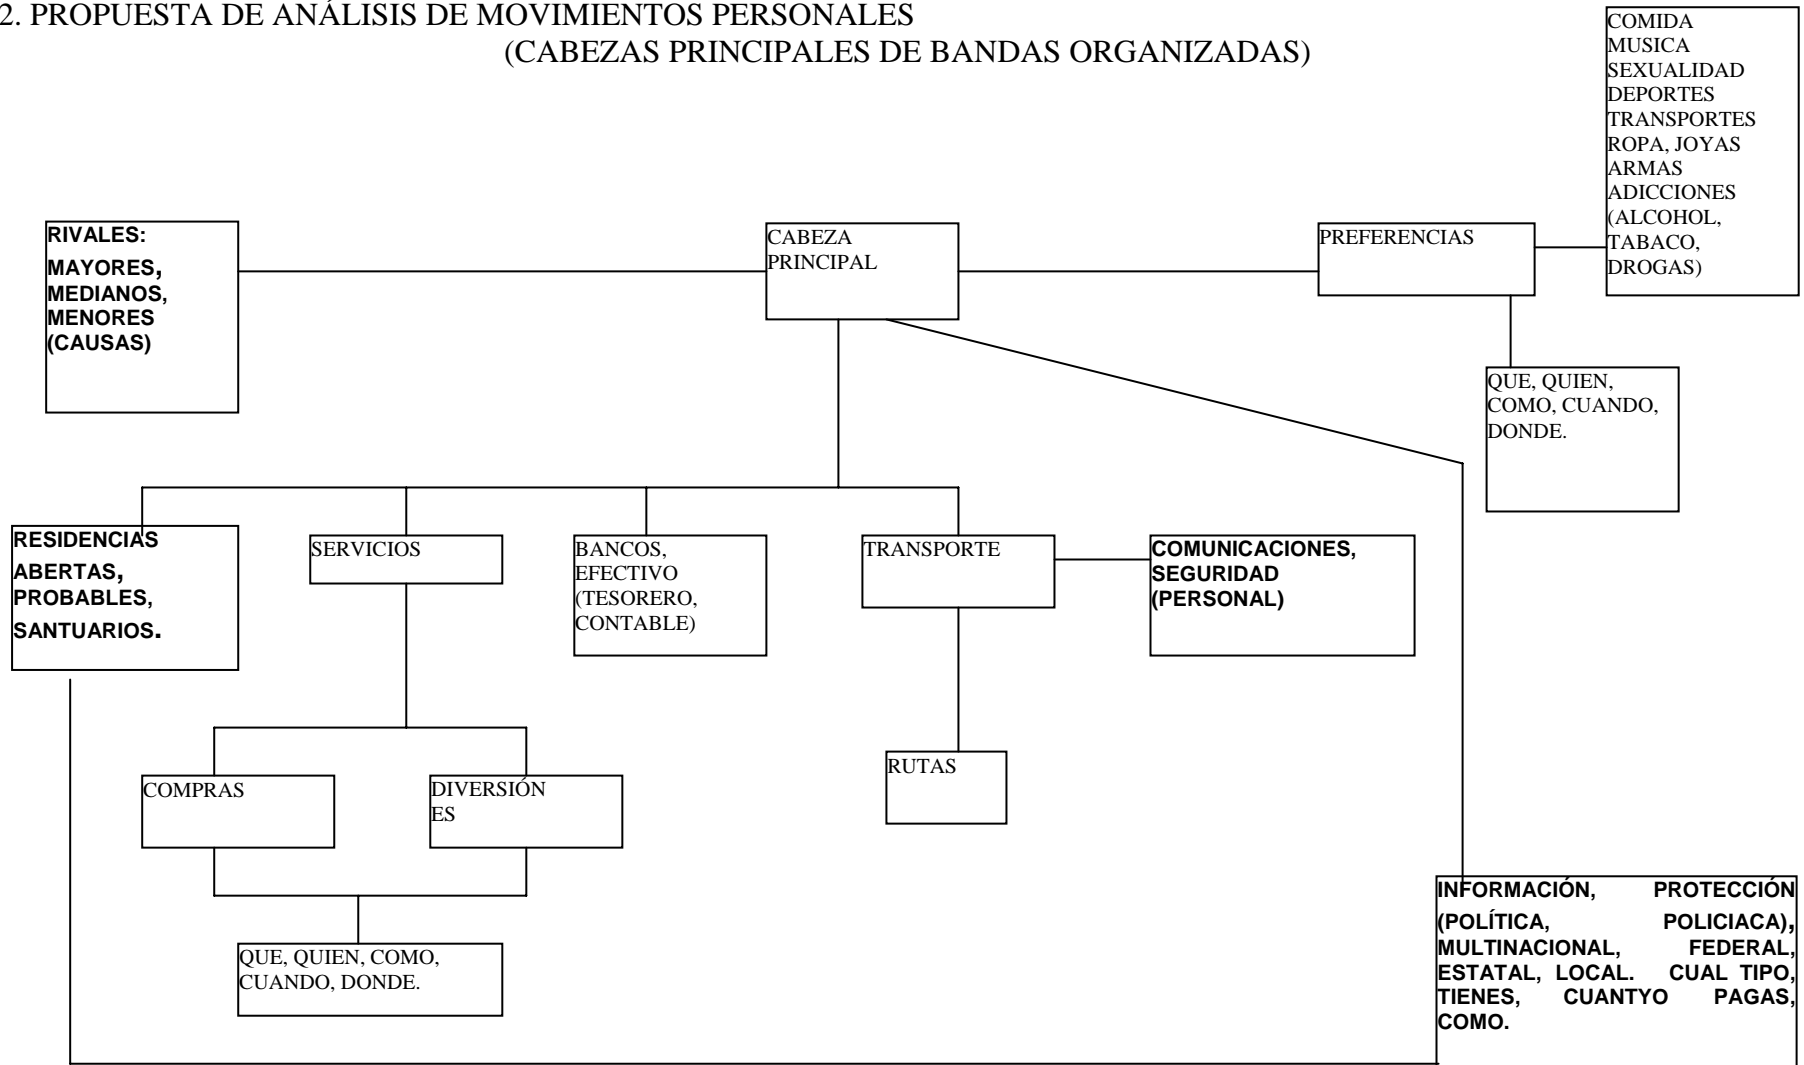 2. PROPUESTA DE ANÁLISIS DE MOVIMIENTOS PERSONALES
(CABEZAS PRINCIPALES DE BANDAS ORGANIZADAS)
COMIDA
MUSICA
SEXUALIDAD
DEPORTES
TRANSPORTES
ROPA, JOYAS
ARMAS
ADICCIONES
(ALCOHOL,
TABACO,
DROGAS)
RIVALES:
MAYORES,
MEDIANOS,
MENORES
(CAUSAS)
CABEZA
PRINCIPAL
PREFERENCIAS
QUE, QUIEN,
COMO, CUANDO,
DONDE.
RESIDENCIAS
ABERTAS,
PROBABLES,
SANTUARIOS.
SERVICIOS
BANCOS,
EFECTIVO
(TESORERO,
CONTABLE)
TRANSPORTE
COMUNICACIONES,
SEGURIDAD
(PERSONAL)
COMPRAS
DIVERSIÓN
ES
RUTAS
QUE, QUIEN, COMO,
CUANDO, DONDE.
INFORMACIÓN, PROTECCIÓN
(POLÍTICA, POLICIACA),
MULTINACIONAL, FEDERAL,
ESTATAL, LOCAL. CUAL TIPO,
TIENES, CUANTYO PAGAS,
COMO.